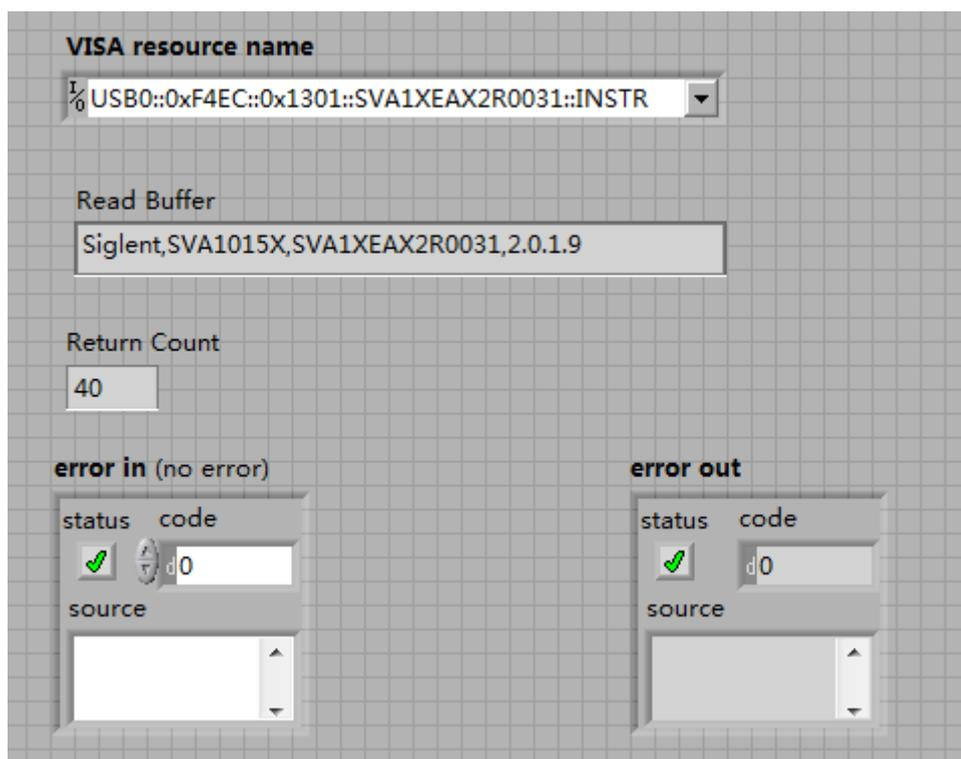 VISA resource name
I/O USB0::0xF4EC::0x1301::SVA1XEAX2R0031::INSTR
Read Buffer
Siglent,SVA1015X,SVA1XEAX2R0031,2.0.1.9
Return Count
40
error in (no error)
status code
d 0
source
error out
status code
d 0
source